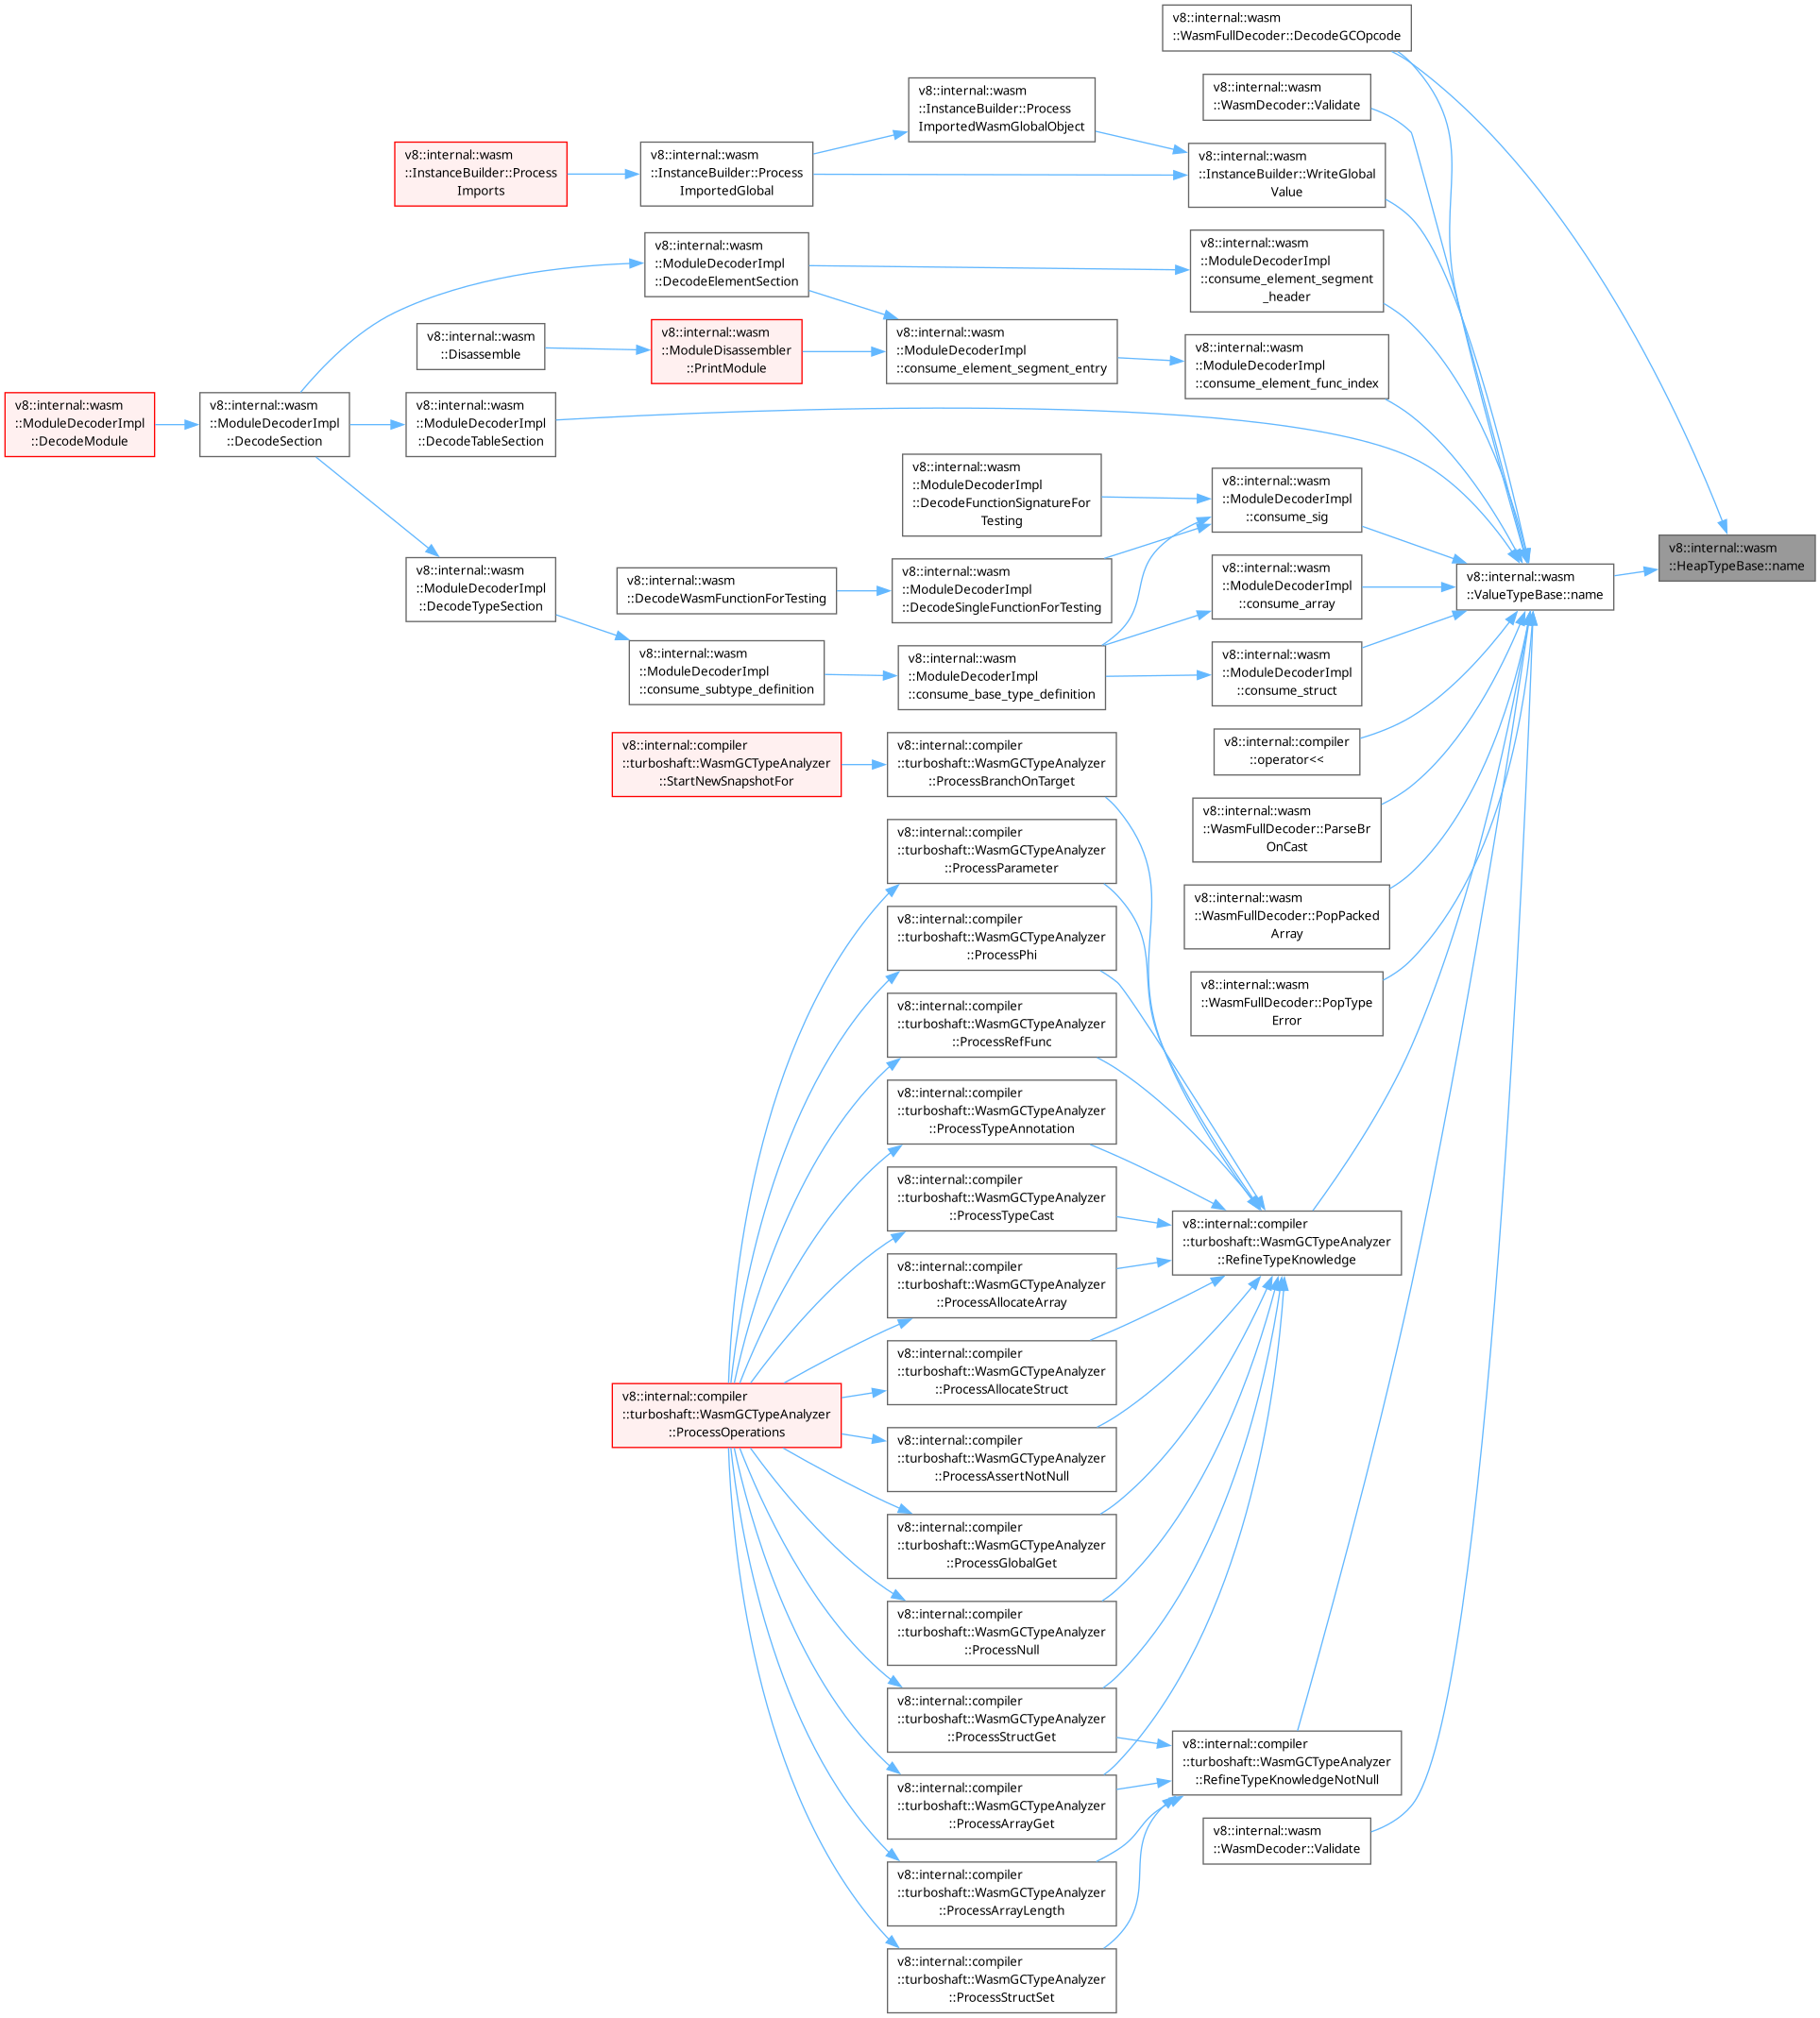 v8::internal::wasm
::WasmFullDecoder::DecodeGCOpcode
v8::internal::wasm
::WasmDecoder::Validate
v8::internal::wasm
::InstanceBuilder::Process
ImportedWasmGlobalObject
v8::internal::wasm
::InstanceBuilder::Process
Imports
v8::internal::wasm
::InstanceBuilder::Process
ImportedGlobal
v8::internal::wasm
::InstanceBuilder::WriteGlobal
Value
v8::internal::wasm
::ModuleDecoderImpl
::DecodeElementSection
v8::internal::wasm
::ModuleDecoderImpl
::consume_element_segment
_header
v8::internal::wasm
::Disassemble
v8::internal::wasm
::ModuleDisassembler
::PrintModule
v8::internal::wasm
::ModuleDecoderImpl
::consume_element_segment_entry
v8::internal::wasm
::ModuleDecoderImpl
::consume_element_func_index
v8::internal::wasm
::ModuleDecoderImpl
::DecodeModule
v8::internal::wasm
::ModuleDecoderImpl
::DecodeSection
v8::internal::wasm
::ModuleDecoderImpl
::DecodeTableSection
v8::internal::wasm
::ModuleDecoderImpl
::DecodeFunctionSignatureFor
Testing
v8::internal::wasm
::ModuleDecoderImpl
::consume_sig
v8::internal::wasm
::HeapTypeBase::name
v8::internal::wasm
::ValueTypeBase::name
v8::internal::wasm
::ModuleDecoderImpl
::DecodeTypeSection
v8::internal::wasm
::DecodeWasmFunctionForTesting
v8::internal::wasm
::ModuleDecoderImpl
::DecodeSingleFunctionForTesting
v8::internal::wasm
::ModuleDecoderImpl
::consume_array
v8::internal::wasm
::ModuleDecoderImpl
::consume_subtype_definition
v8::internal::wasm
::ModuleDecoderImpl
::consume_base_type_definition
v8::internal::wasm
::ModuleDecoderImpl
::consume_struct
v8::internal::compiler
::turboshaft::WasmGCTypeAnalyzer
::StartNewSnapshotFor
v8::internal::compiler
::turboshaft::WasmGCTypeAnalyzer
::ProcessBranchOnTarget
v8::internal::compiler
::operator<<
v8::internal::wasm
::WasmFullDecoder::ParseBr
OnCast
v8::internal::compiler
::turboshaft::WasmGCTypeAnalyzer
::ProcessParameter
v8::internal::wasm
::WasmFullDecoder::PopPacked
Array
v8::internal::compiler
::turboshaft::WasmGCTypeAnalyzer
::ProcessPhi
v8::internal::wasm
::WasmFullDecoder::PopType
Error
v8::internal::compiler
::turboshaft::WasmGCTypeAnalyzer
::ProcessRefFunc
v8::internal::compiler
::turboshaft::WasmGCTypeAnalyzer
::ProcessTypeAnnotation
v8::internal::compiler
::turboshaft::WasmGCTypeAnalyzer
::ProcessTypeCast
v8::internal::compiler
::turboshaft::WasmGCTypeAnalyzer
::RefineTypeKnowledge
v8::internal::compiler
::turboshaft::WasmGCTypeAnalyzer
::ProcessAllocateArray
v8::internal::compiler
::turboshaft::WasmGCTypeAnalyzer
::ProcessAllocateStruct
v8::internal::compiler
::turboshaft::WasmGCTypeAnalyzer
::ProcessOperations
v8::internal::compiler
::turboshaft::WasmGCTypeAnalyzer
::ProcessAssertNotNull
v8::internal::compiler
::turboshaft::WasmGCTypeAnalyzer
::ProcessGlobalGet
v8::internal::compiler
::turboshaft::WasmGCTypeAnalyzer
::ProcessNull
v8::internal::compiler
::turboshaft::WasmGCTypeAnalyzer
::ProcessStructGet
v8::internal::compiler
::turboshaft::WasmGCTypeAnalyzer
::RefineTypeKnowledgeNotNull
v8::internal::compiler
::turboshaft::WasmGCTypeAnalyzer
::ProcessArrayGet
v8::internal::wasm
::WasmDecoder::Validate
v8::internal::compiler
::turboshaft::WasmGCTypeAnalyzer
::ProcessArrayLength
v8::internal::compiler
::turboshaft::WasmGCTypeAnalyzer
::ProcessStructSet